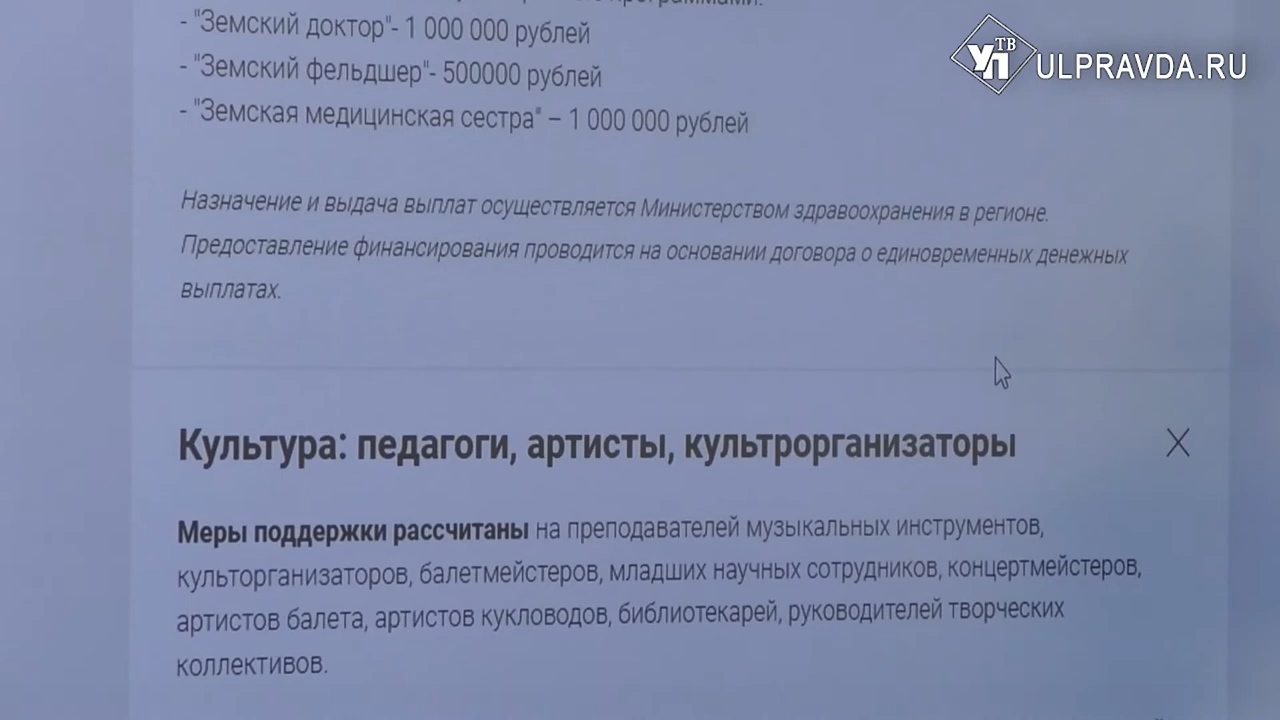 программами:
- "Земский доктор"- 1 000 000 рублей
- "Земский фельдшер"- 500000 рублей
- "Земская медицинская сестра" – 1 000 000 рублей
УП ТВ ULPRAVDA.RU
Назначение и выдача выплат осуществляется Министерством здравоохранения в регионе.
Предоставление финансирования проводится на основании договора о единовременных денежных
выплатах.
Культура: педагоги, артисты, культрорганизаторы
Меры поддержки рассчитаны на преподавателей музыкальных инструментов,
культорганизаторов, балетмейстеров, младших научных сотрудников, концертмейстеров,
артистов балета, артистов кукловодов, библиотекарей, руководителей творческих
коллективов.